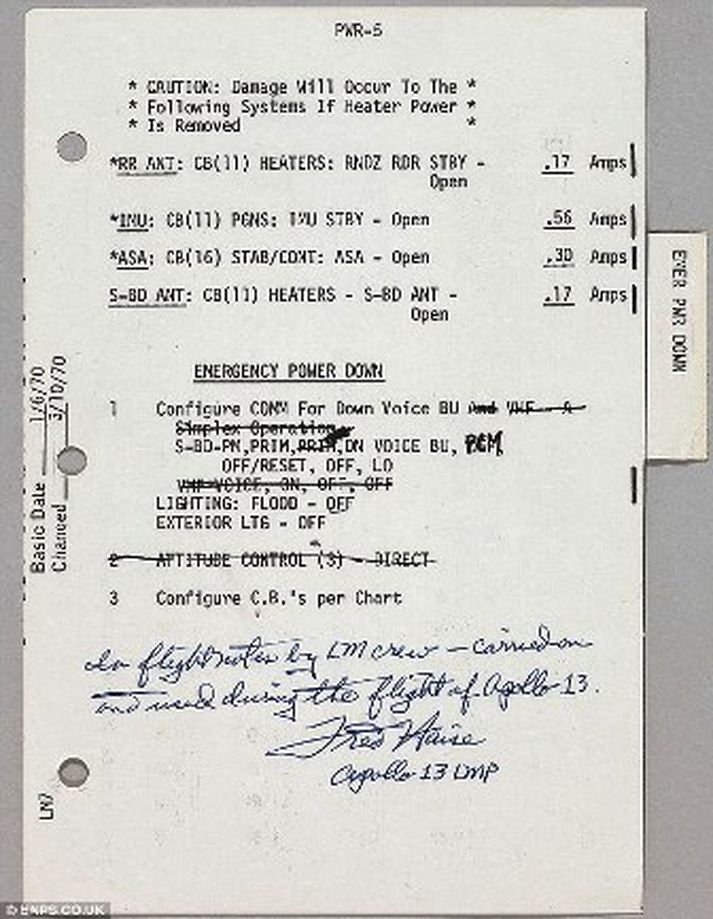 PWR-5
* CAUTION: Damage Will Occur To The *
* Following Systems If Heater Power *
* Is Removed *
*RR ANT: CB(11) HEATERS: RNDZ RDR STBY - .17 Amps
Open
*IMU: CB(11) PGNS: IMU STBY - Open .56 Amps
*ASA: CB(16) STAB/CONT: ASA - Open .30 Amps
S-BD ANT: CB(11) HEATERS - S-BD ANT - .17 Amps
Open
EMER PWR DOWN
EMERGENCY POWER DOWN
1 Configure COMM For Down Voice BU And VHF - A
Simplex Operation
S-BD-PM,PRIM,PRIM,DN VOICE BU, PCM
OFF/RESET, OFF, LO
VHF VOICE, ON, OFF, OFF
LIGHTING: FLOOD - OFF
EXTERIOR LTG - OFF
2 ATTITUDE CONTROL (3) - DIRECT
3 Configure C.B.'s per Chart
Basic Date 1/6/70
Changed 3/10/70
In flight notes by LM crew - carried on
and used during the flight of Apollo 13.
Fred Haise
Apollo 13 LMP
LM7
© BNPS.CO.UK